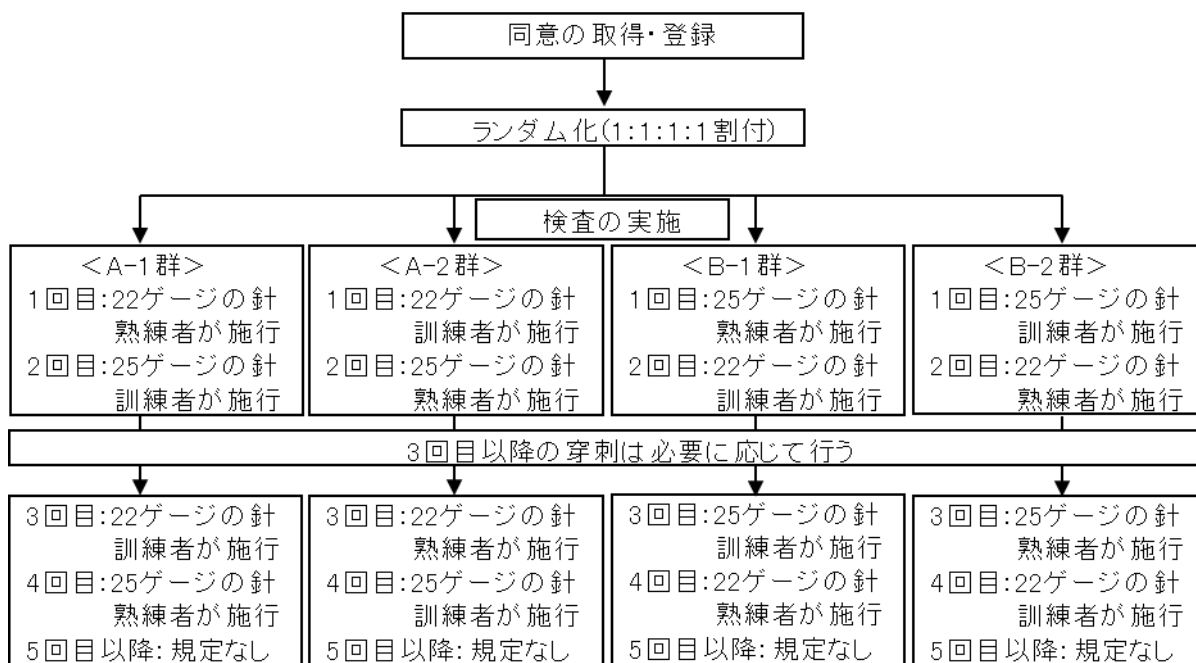 同意の取得・登録
ランダム化(1:1:1:1割付)
検査の実施
<A-1群>
1回目:22ゲージの針
熟練者が施行
2回目:25ゲージの針
訓練者が施行
<A-2群>
1回目:22ゲージの針
訓練者が施行
2回目:25ゲージの針
熟練者が施行
<B-1群>
1回目:25ゲージの針
熟練者が施行
2回目:22ゲージの針
訓練者が施行
<B-2群>
1回目:25ゲージの針
訓練者が施行
2回目:22ゲージの針
熟練者が施行
3回目以降の穿刺は必要に応じて行う
3回目:22ゲージの針
訓練者が施行
4回目:25ゲージの針
熟練者が施行
5回目以降:規定なし
3回目:22ゲージの針
熟練者が施行
4回目:25ゲージの針
訓練者が施行
5回目以降:規定なし
3回目:25ゲージの針
訓練者が施行
4回目:22ゲージの針
熟練者が施行
5回目以降:規定なし
3回目:25ゲージの針
熟練者が施行
4回目:22ゲージの針
訓練者が施行
5回目以降:規定なし